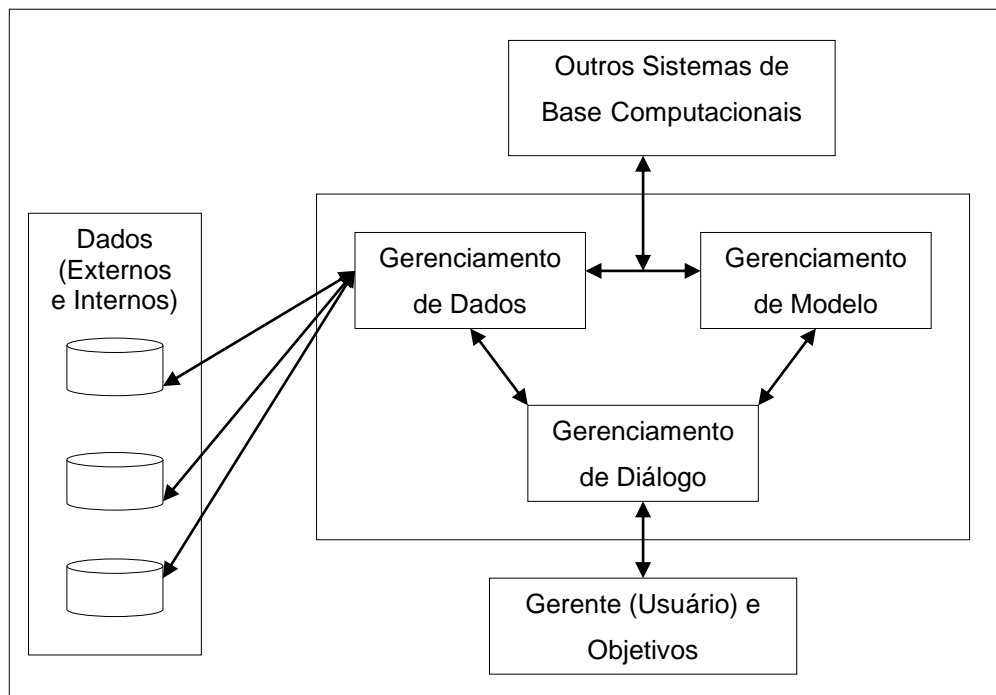 Outros Sistemas de
Base Computacionais
Dados
(Externos
e Internos)
Gerenciamento
de Dados
Gerenciamento
de Modelo
Gerenciamento
de Diálogo
Gerente (Usuário) e
Objetivos